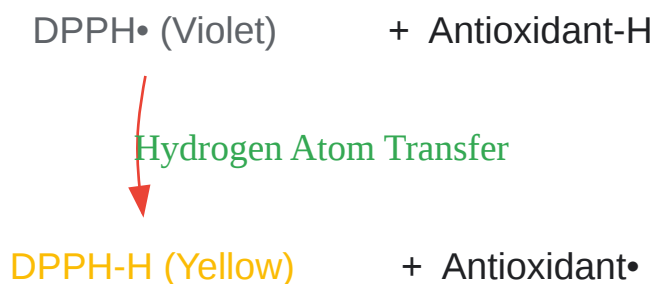 DPPH• (Violet) + Antioxidant-H
Hydrogen Atom Transfer
DPPH-H (Yellow) + Antioxidant•